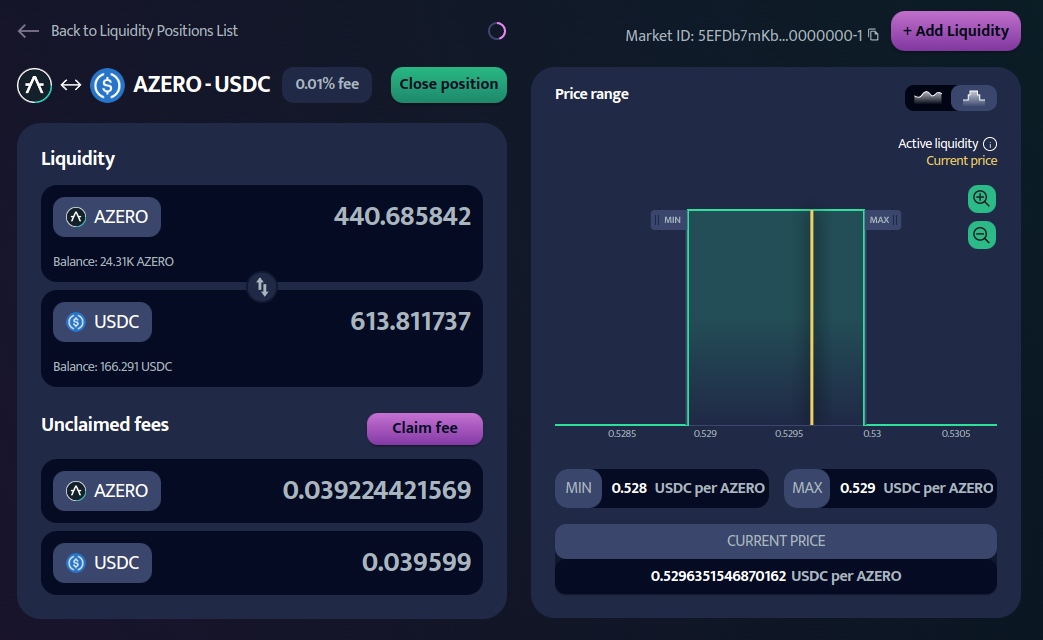 Back to Liquidity Positions List
Market ID: 5EFDb7mKb...0000000-1
+ Add Liquidity
AZERO - USDC
0.01% fee
Close position
Liquidity
AZERO
440.685842
Balance: 24.31K AZERO
USDC
613.811737
Balance: 166.291 USDC
Unclaimed fees
Claim fee
AZERO
0.039224421569
USDC
0.039599
Price range
Active liquidity
Current price
MIN
MAX
0.5285 0.529 0.5295 0.53 0.5305
MIN 0.528 USDC per AZERO
MAX 0.529 USDC per AZERO
CURRENT PRICE
0.5296351546870162 USDC per AZERO